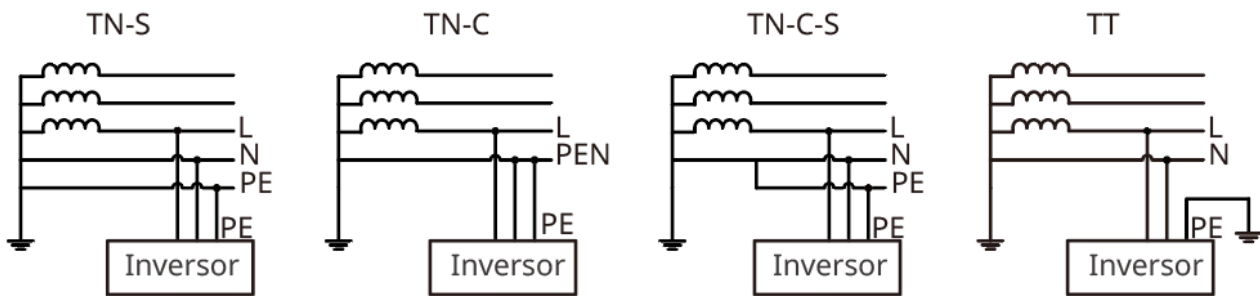 TN-S
L
N
PE
PE
Inversor
TN-C
L
PEN
PE
Inversor
TN-C-S
L
N
PE
PE
Inversor
TT
L
N
PE
Inversor